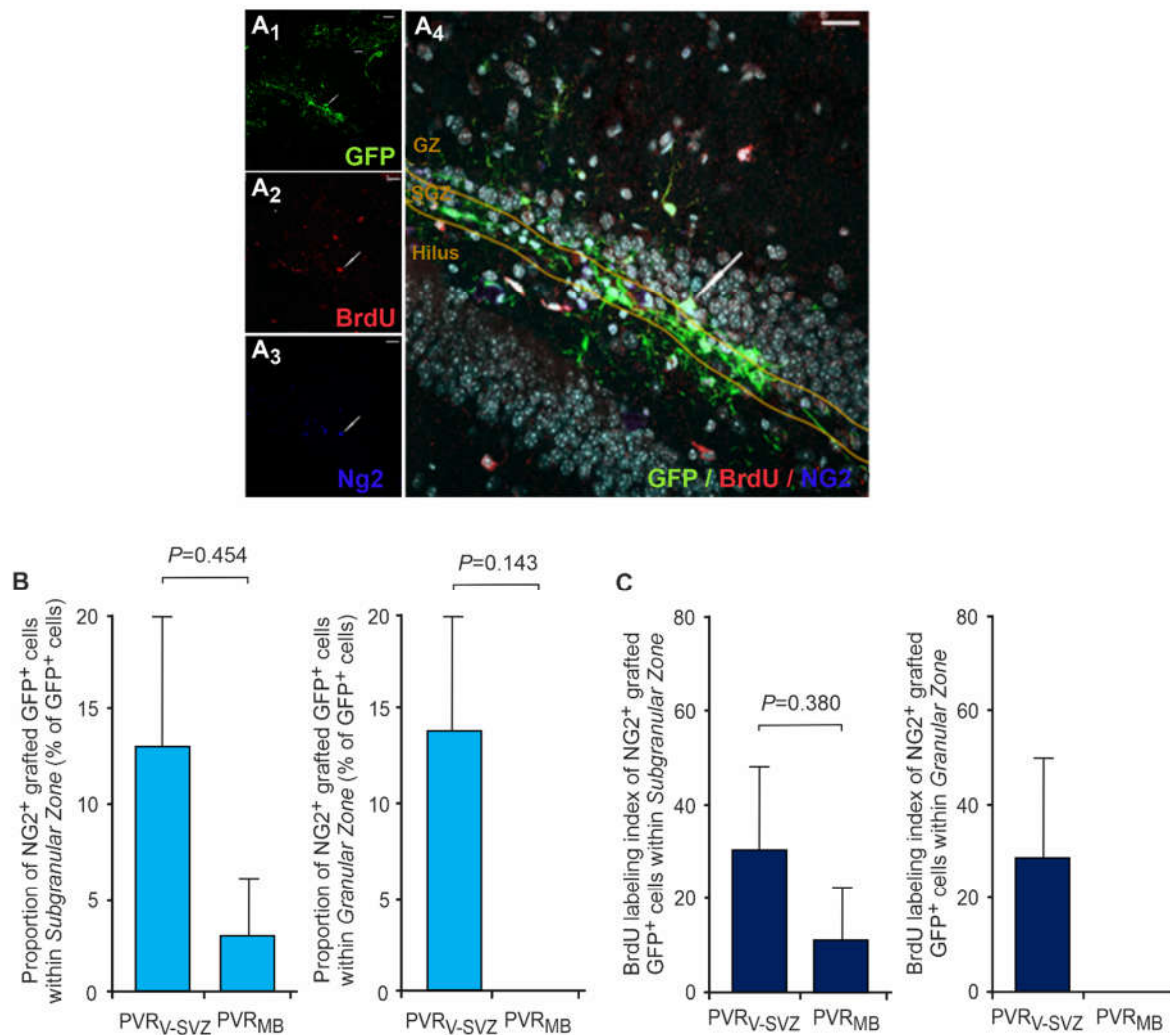 A1
GFP
A2
BrdU
A3
Ng2
A4
GZ
SGZ
Hilus
GFP / BrdU / NG2
B
Proportion of NG2+ grafted GFP+ cells
within Subgranular Zone (% of GFP+ cells)
20
15
10
5
0
P=0.454
PVRV-SVZ
PVRMB
Proportion of NG2+ grafted GFP+ cells
within Granular Zone (% of GFP+ cells)
20
15
10
5
0
P=0.143
PVRV-SVZ
PVRMB
C
BrdU labeling index of NG2+ grafted
GFP+ cells within Subgranular Zone
80
60
40
20
0
P=0.380
PVRV-SVZ
PVRMB
BrdU labeling index of NG2+ grafted
GFP+ cells within Granular Zone
80
60
40
20
0
PVRV-SVZ
PVRMB